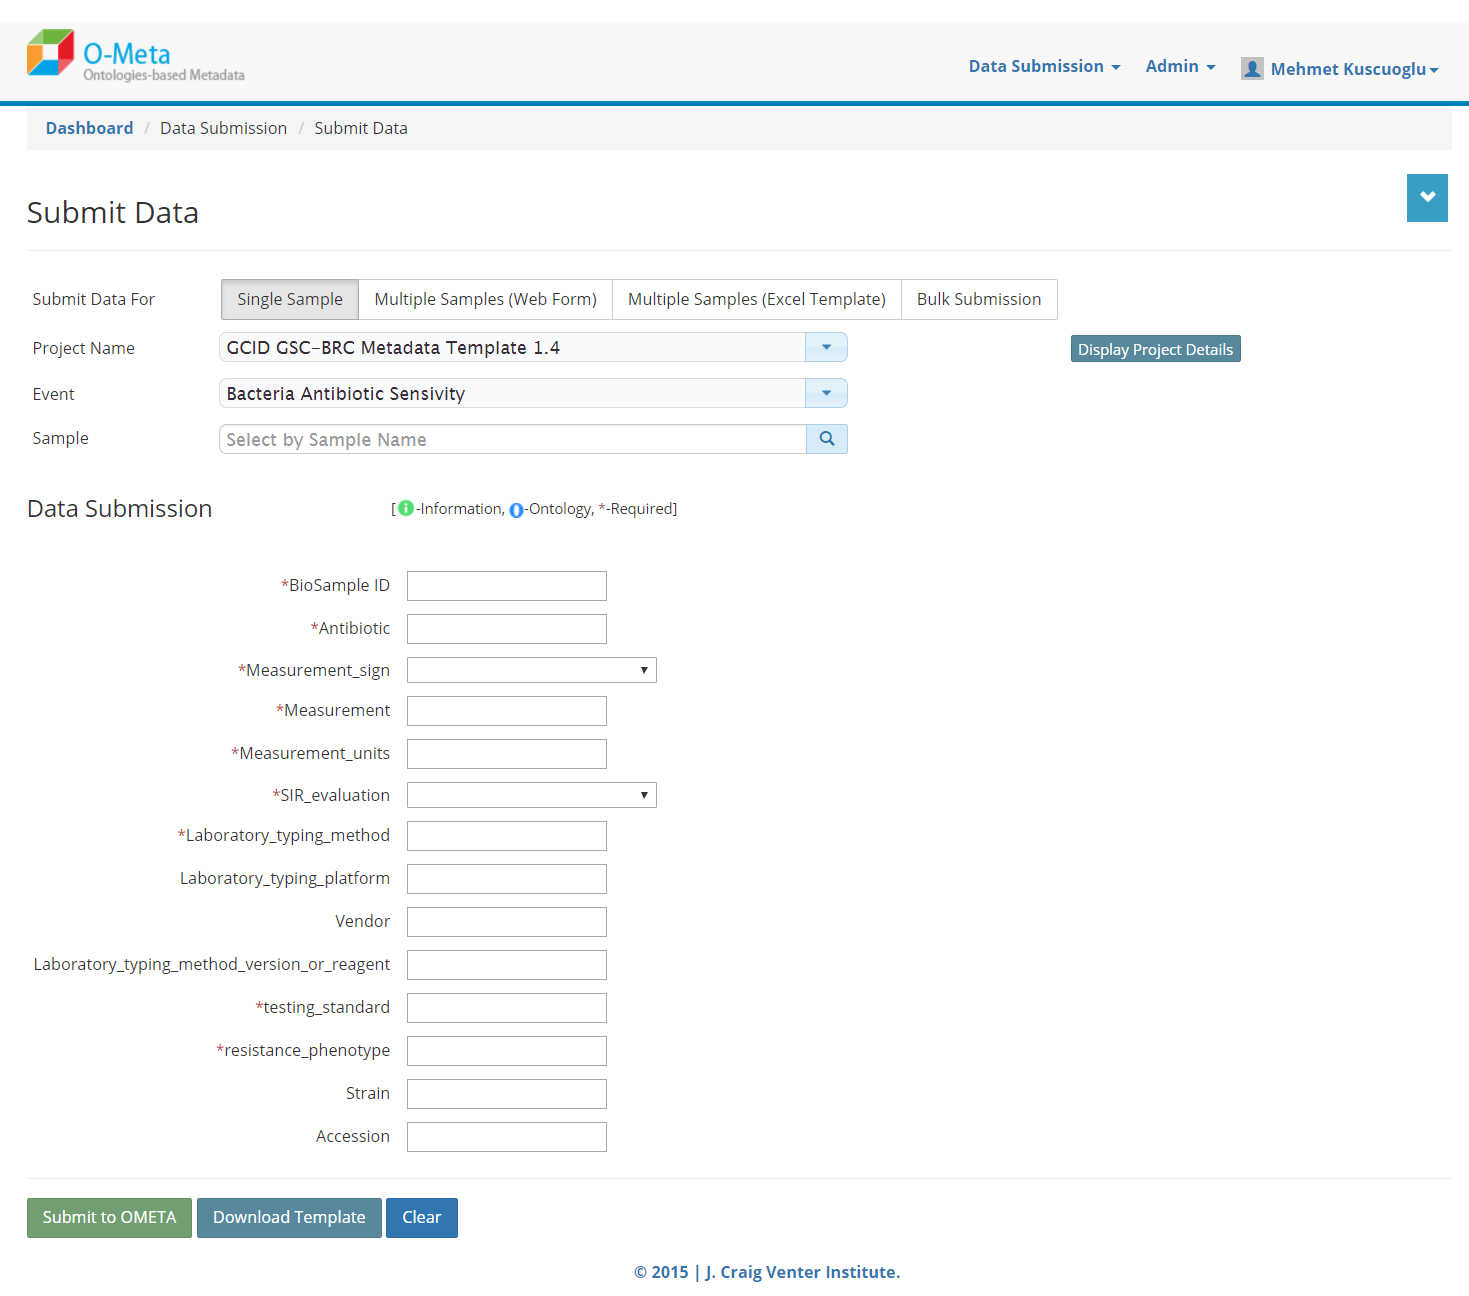 O-Meta
Ontologies-based Metadata
Data Submission
Admin
Mehmet Kuscuoglu
Dashboard / Data Submission / Submit Data
Submit Data
Submit Data For
Single Sample
Multiple Samples (Web Form)
Multiple Samples (Excel Template)
Bulk Submission
Project Name
GCID GSC-BRC Metadata Template 1.4
Display Project Details
Event
Bacteria Antibiotic Sensivity
Sample
Select by Sample Name
Data Submission
[i-Information, O-Ontology, *-Required]
*BioSample ID
*Antibiotic
*Measurement_sign
*Measurement
*Measurement_units
*SIR_evaluation
*Laboratory_typing_method
Laboratory_typing_platform
Vendor
Laboratory_typing_method_version_or_reagent
*testing_standard
*resistance_phenotype
Strain
Accession
Submit to OMETA
Download Template
Clear
© 2015 | J. Craig Venter Institute.